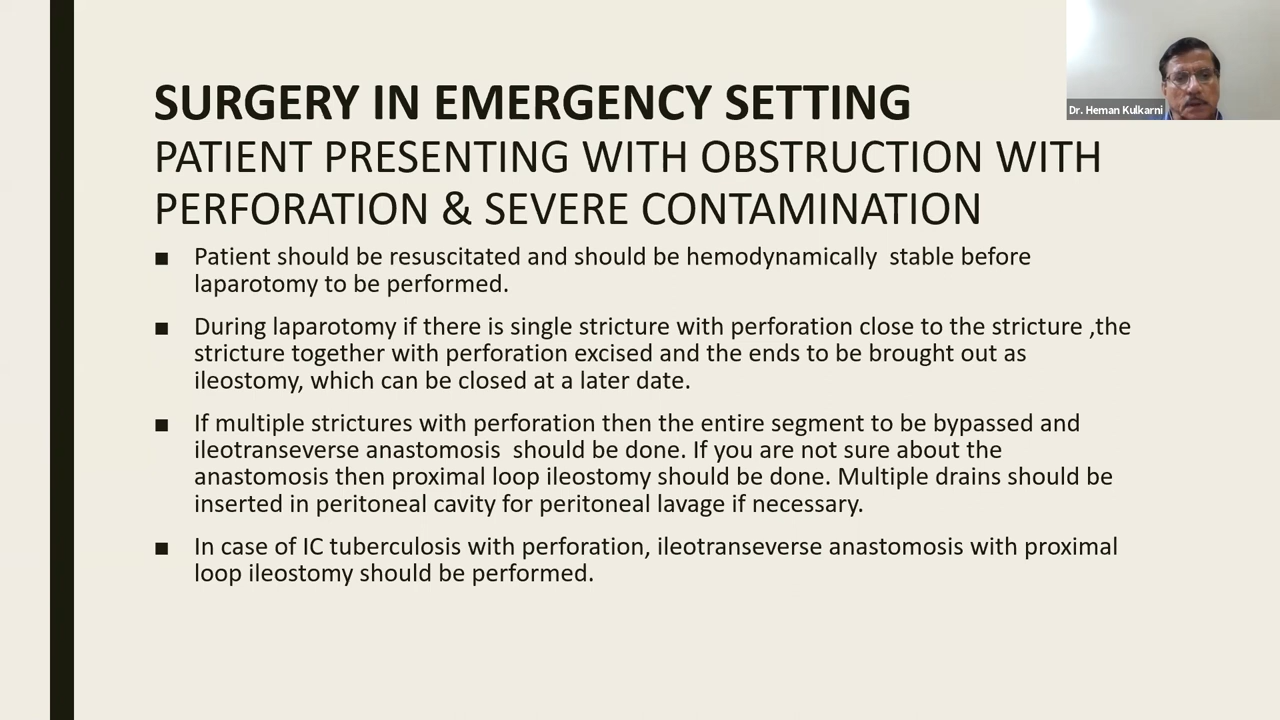 SURGERY IN EMERGENCY SETTING
PATIENT PRESENTING WITH OBSTRUCTION WITH
PERFORATION & SEVERE CONTAMINATION
■ Patient should be resuscitated and should be hemodynamically  stable before
laparotomy to be performed.
■ During laparotomy if there is single stricture with perforation close to the stricture ,the
stricture together with perforation excised and the ends to be brought out as
ileostomy, which can be closed at a later date.
■ If multiple strictures with perforation then the entire segment to be bypassed and
ileotranseverse anastomosis  should be done. If you are not sure about the
anastomosis then proximal loop ileostomy should be done. Multiple drains should be
inserted in peritoneal cavity for peritoneal lavage if necessary.
■ In case of IC tuberculosis with perforation, ileotranseverse anastomosis with proximal
loop ileostomy should be performed.
Dr. Heman Kulkarni